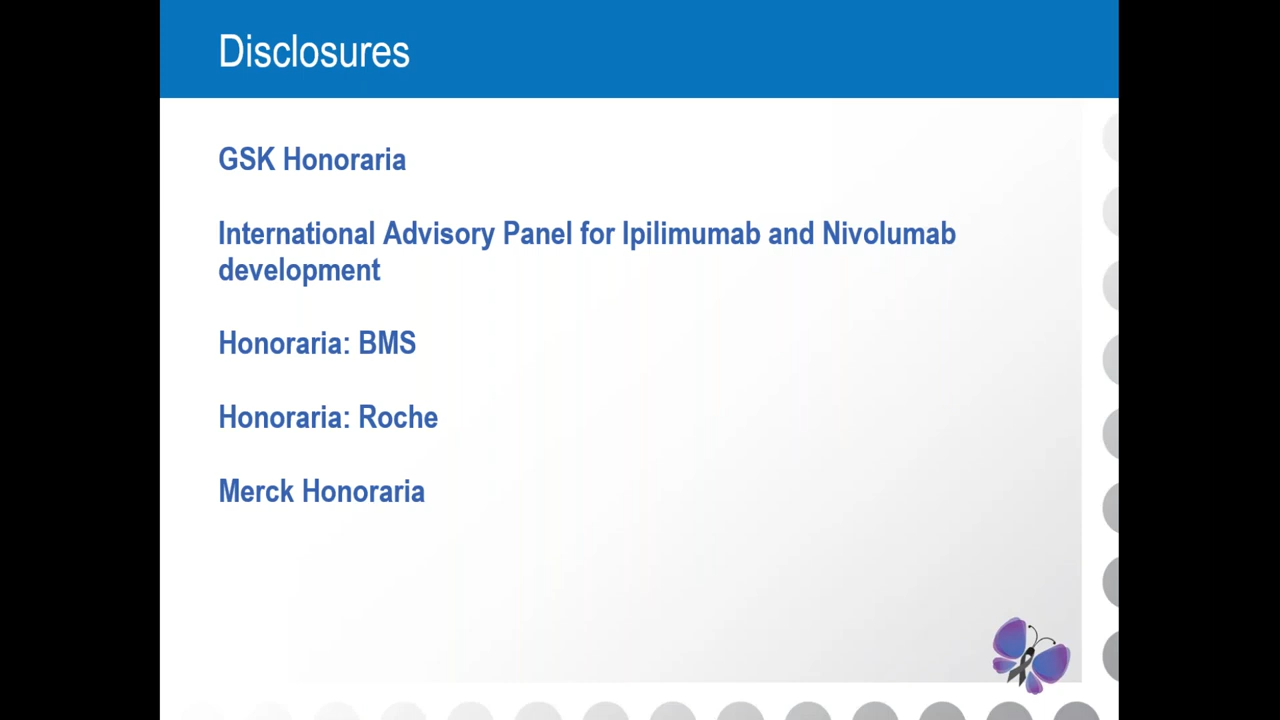 Disclosures
GSK Honoraria
International Advisory Panel for Ipilimumab and Nivolumab
development
Honoraria: BMS
Honoraria: Roche
Merck Honoraria